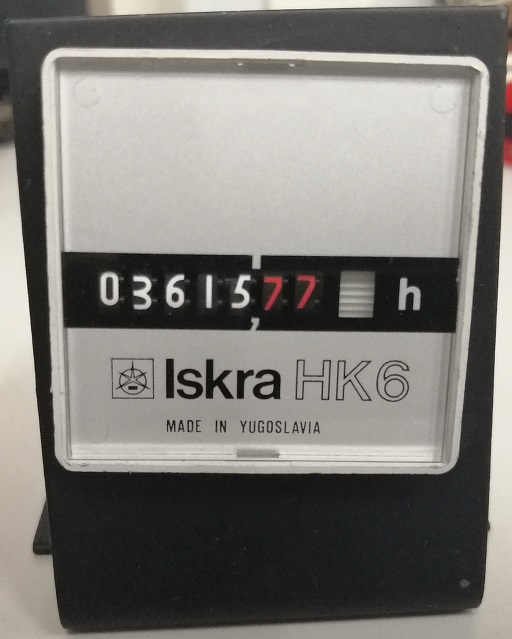 0361577 h
,
Iskra HK6
MADE IN YUGOSLAVIA